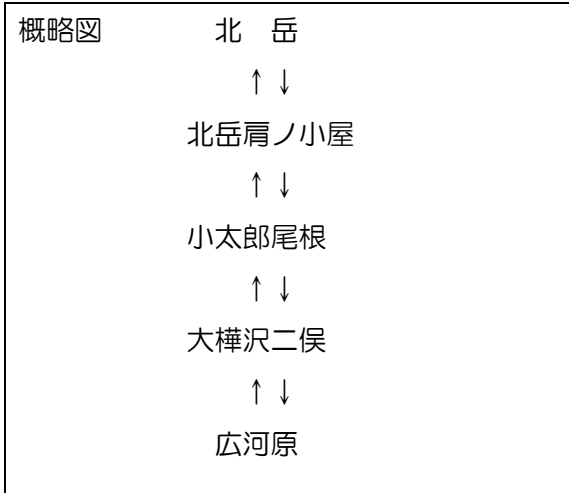 概略図 北 岳
↑ ↓
北岳肩ノ小屋
↑ ↓
小太郎尾根
↑ ↓
大樺沢二俣
↑ ↓
広河原